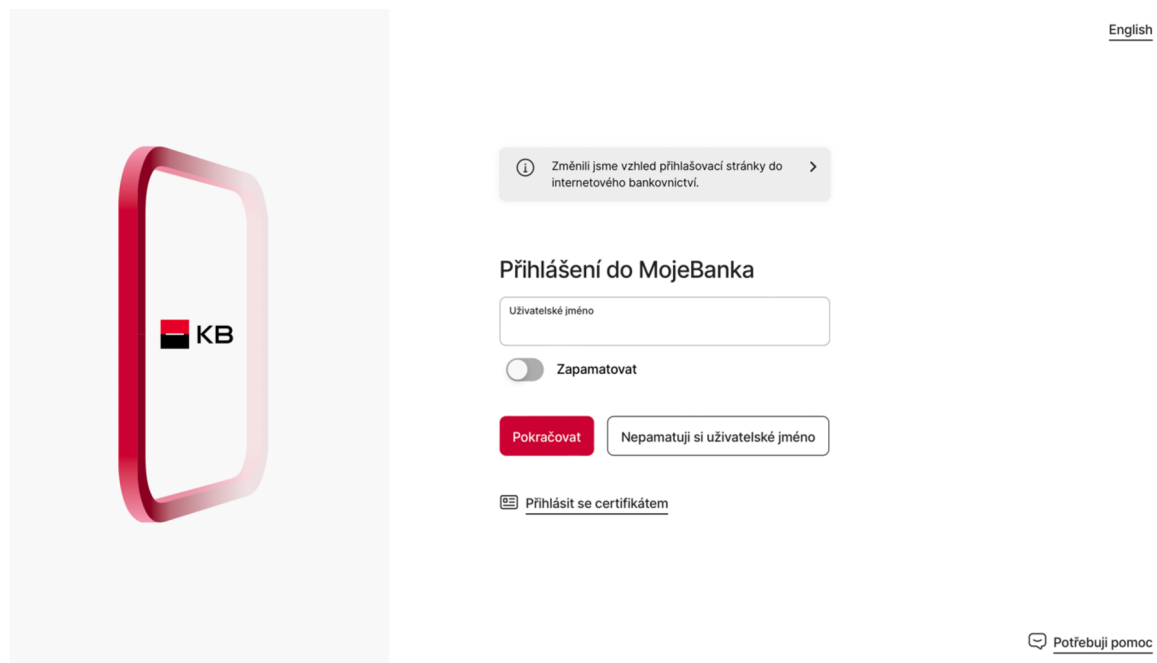 English
Změnili jsme vzhled přihlašovací stránky do
internetového bankovnictví.
Přihlášení do MojeBanka
Uživatelské jméno
KB
Zapamatovat
Pokračovat
Nepamatuji si uživatelské jméno
Přihlásit se certifikátem
Potřebuji pomoc